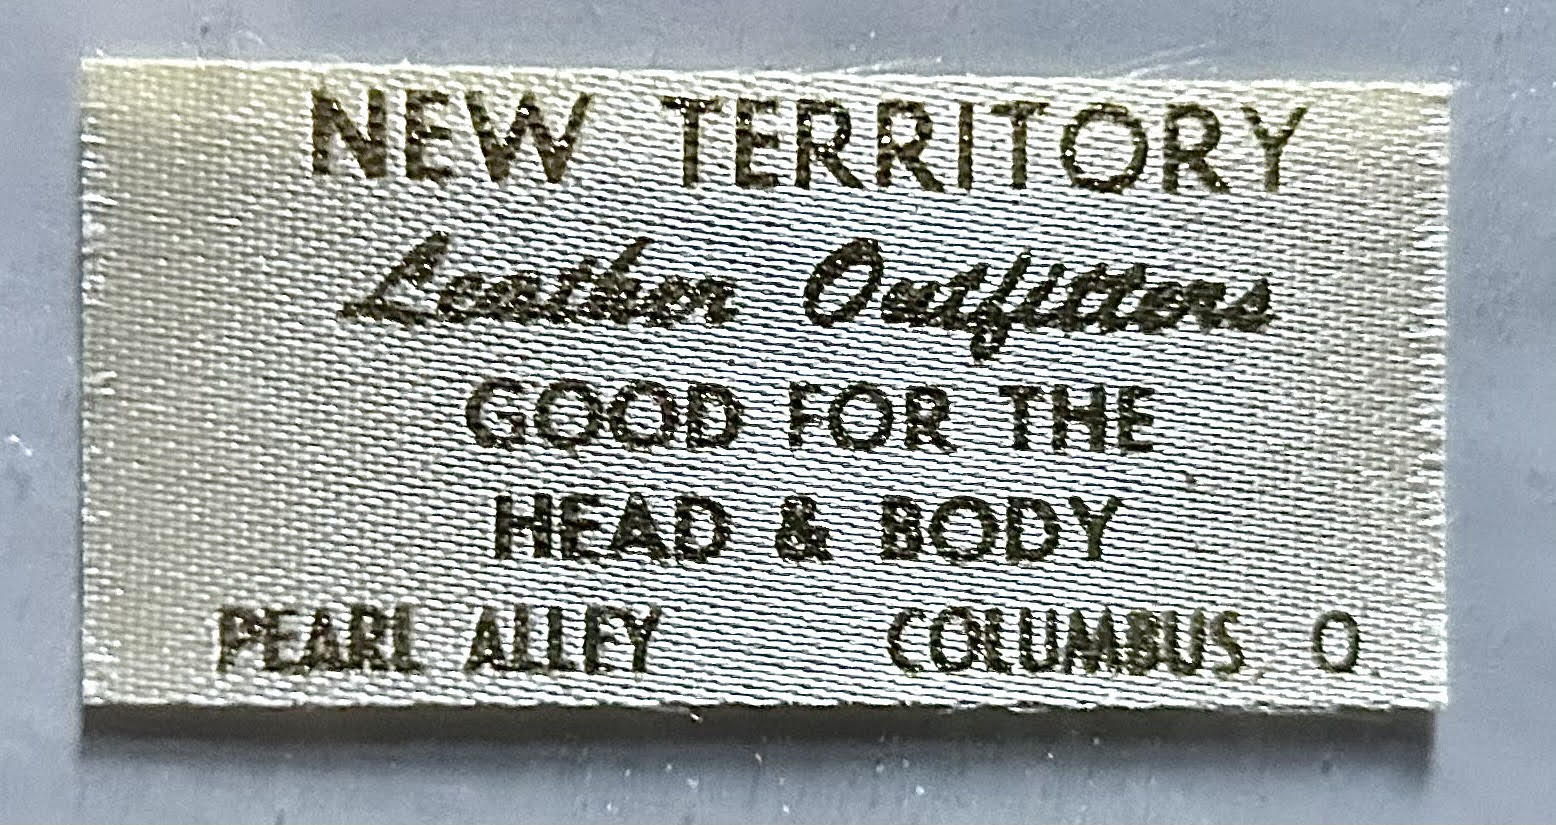 NEW TERRITORY
Leather Outfitters
GOOD FOR THE
HEAD & BODY
PEARL ALLEY COLUMBUS, O.